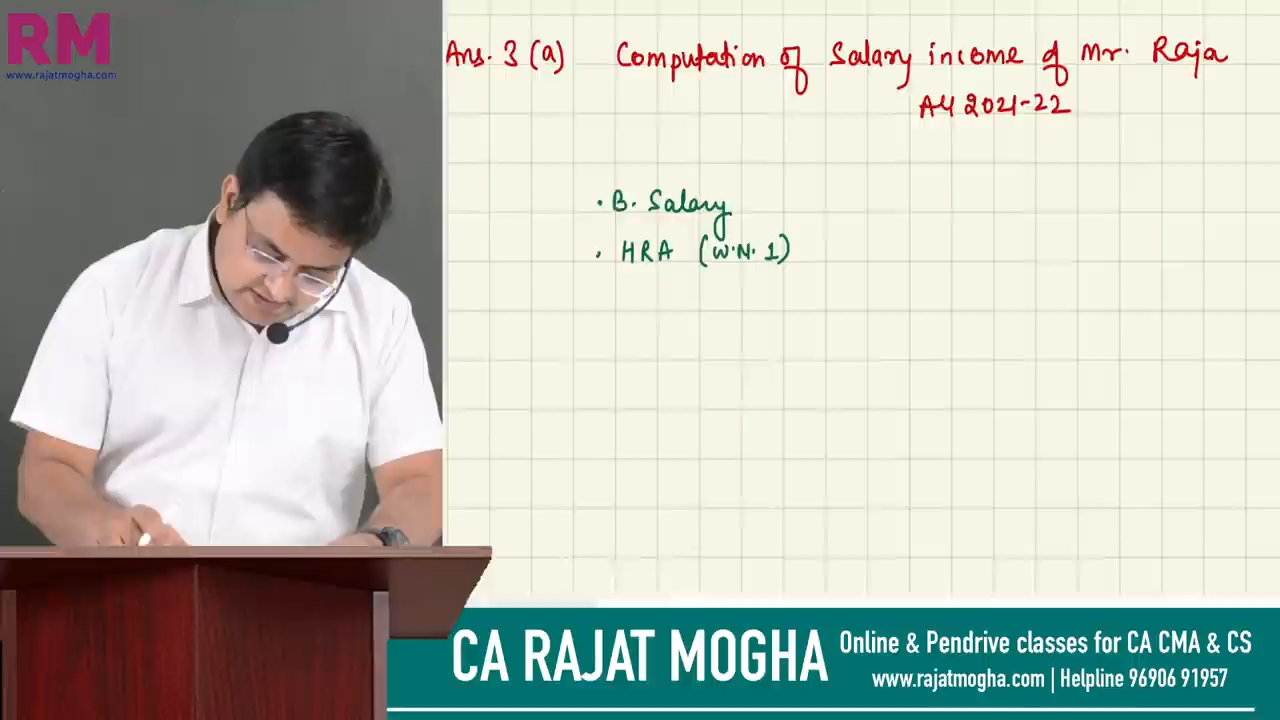 RM
www.rajatmogha.com
Ans. 3 (a) Computation of Salary income of Mr. Raja
AY 2021-22
. B. Salary
. HRA (W.N. 1)
CA RAJAT MOGHA
Online & Pendrive classes for CA CMA & CS
www.rajatmogha.com | Helpline 96906 91957